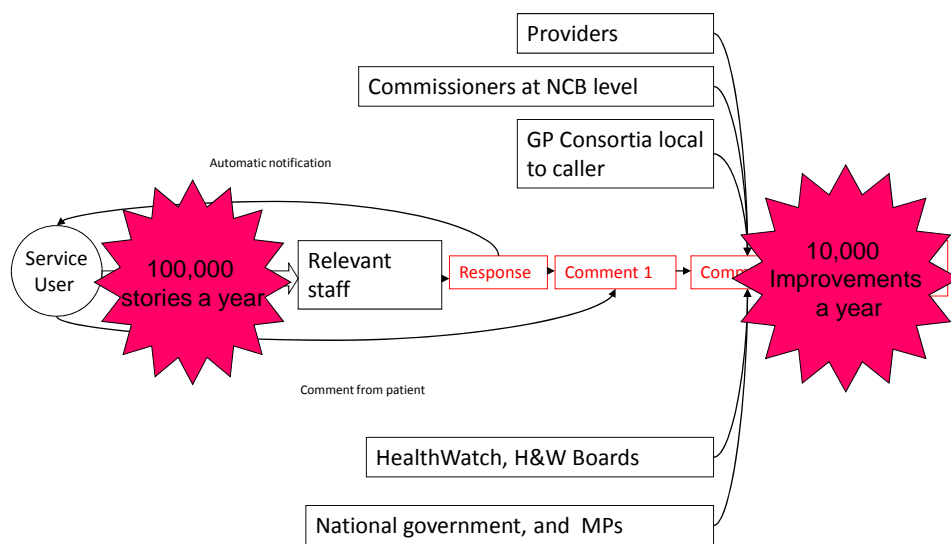 Providers
Commissioners at NCB level
GP Consortia local
to caller
Automatic notification
Service
User
100,000
stories a year
Relevant
staff
Response
Comment 1
Comm
10,000
Improvements
a year
Comment from patient
HealthWatch, H&W Boards
National government, and MPs